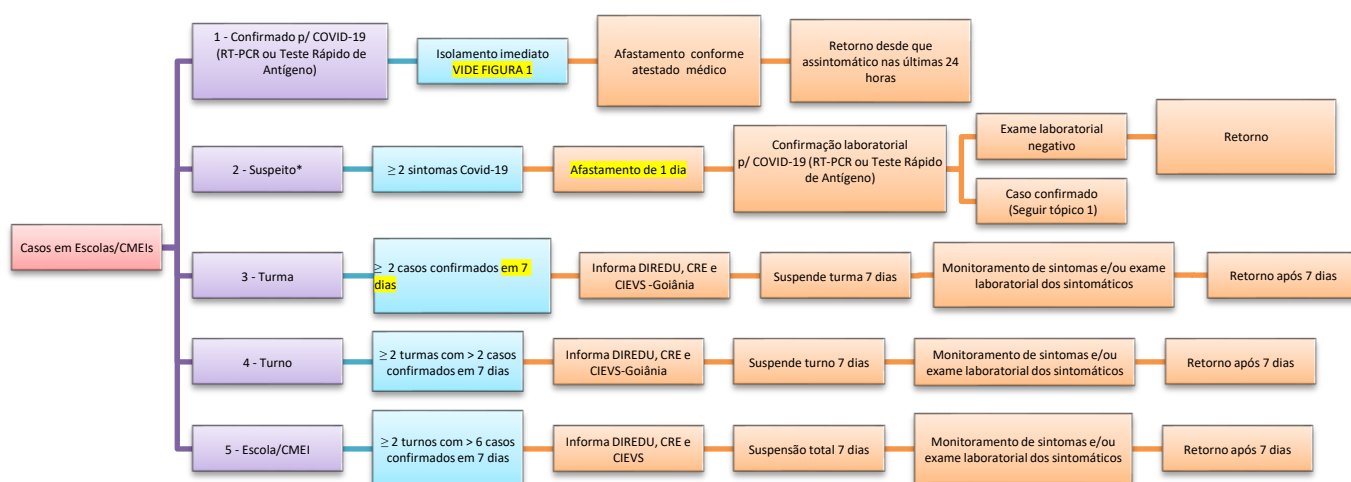 1 - Confirmado p/ COVID-19
(RT-PCR ou Teste Rápido de
Antígeno)
Isolamento imediato
VIDE FIGURA 1
Afastamento conforme
atestado médico
Retorno desde que
assintomático nas últimas 24
horas
2 - Suspeito*
≥ 2 sintomas Covid-19
Afastamento de 1 dia
Confirmação laboratorial
p/ COVID-19 (RT-PCR ou Teste Rápido
de Antígeno)
Exame laboratorial
negativo
Retorno
Caso confirmado
(Seguir tópico 1)
Casos em Escolas/CMEIs
3 - Turma
≥ 2 casos confirmados em 7
dias
Informa DIREDU, CRE e
CIEVS -Goiânia
Suspende turma 7 dias
Monitoramento de sintomas e/ou exame
laboratorial dos sintomáticos
Retorno após 7 dias
4 - Turno
≥ 2 turmas com > 2 casos
confirmados em 7 dias
Informa DIREDU, CRE e
CIEVS-Goiânia
Suspende turno 7 dias
Monitoramento de sintomas e/ou
exame laboratorial dos sintomáticos
Retorno após 7 dias
5 - Escola/CMEI
≥ 2 turnos com > 6 casos
confirmados em 7 dias
Informa DIREDU, CRE e
CIEVS
Suspensão total 7 dias
Monitoramento de sintomas e/ou
exame laboratorial dos sintomáticos
Retorno após 7 dias